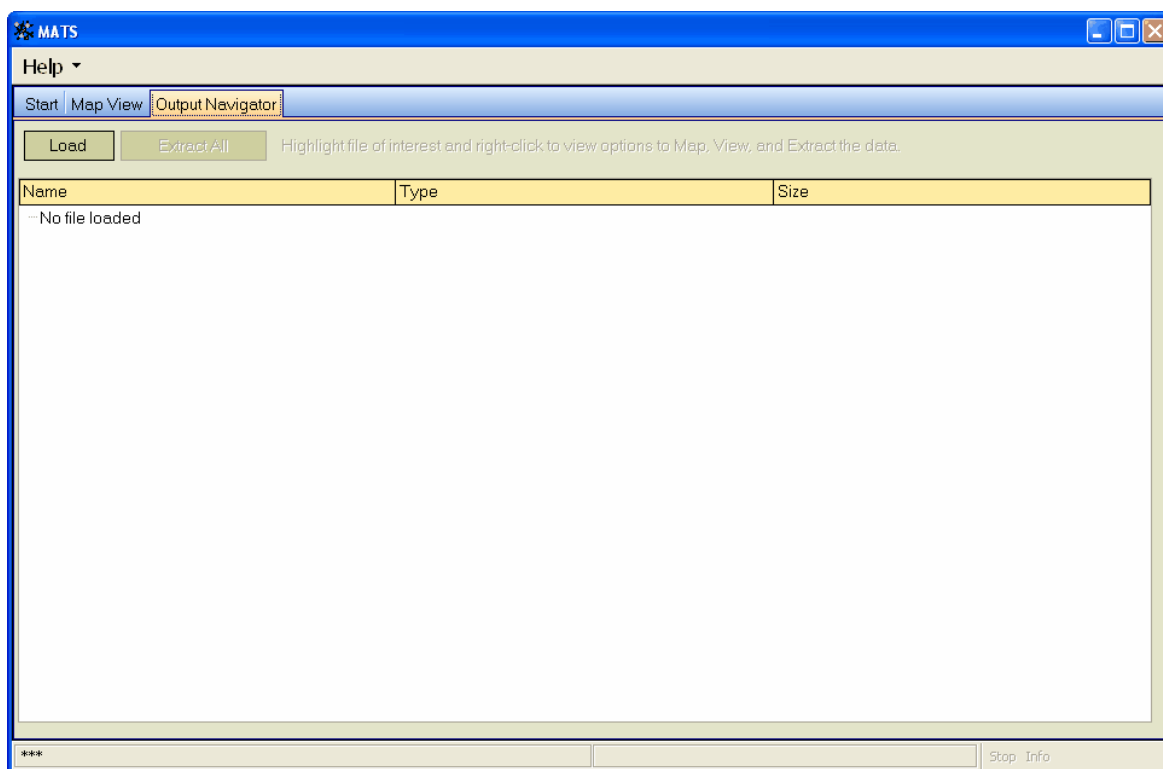 MATS
Help
Start Map View Output Navigator
Load Extract All Highlight file of interest and right-click to view options to Map, View, and Extract the data.
Name Type Size
No file loaded
*** Stop Info